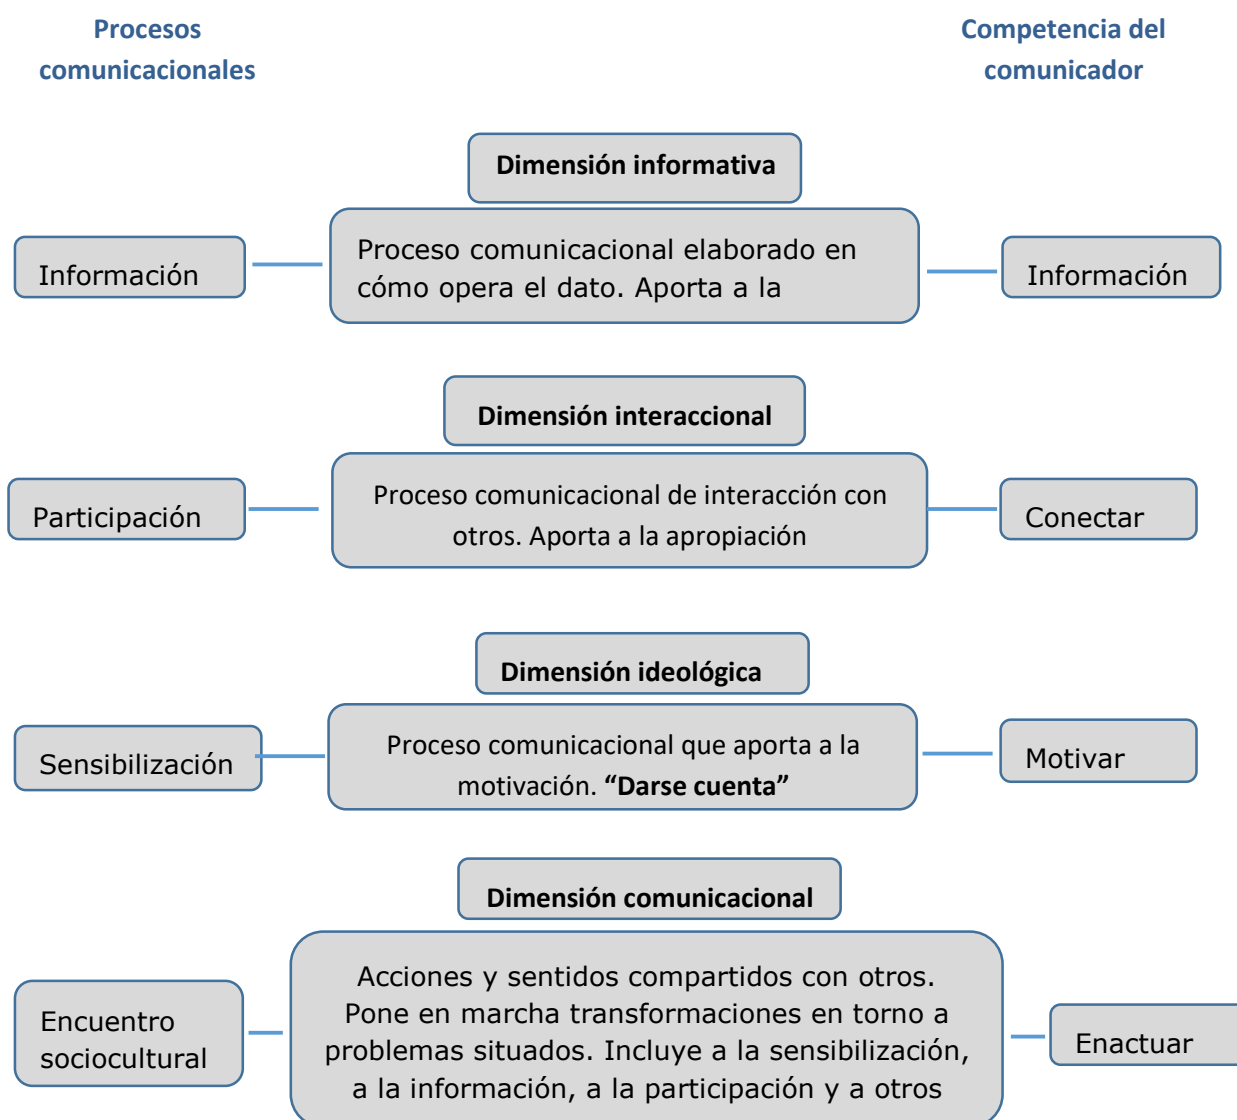 Procesos
comunicacionales
Competencia del
comunicador
Dimensión informativa
Información
Proceso comunicacional elaborado en
cómo opera el dato. Aporta a la
Información
Dimensión interaccional
Participación
Proceso comunicacional de interacción con
otros. Aporta a la apropiación
Conectar
Dimensión ideológica
Sensibilización
Proceso comunicacional que aporta a la
motivación. “Darse cuenta”
Motivar
Dimensión comunicacional
Encuentro
sociocultural
Acciones y sentidos compartidos con otros.
Pone en marcha transformaciones en torno a
problemas situados. Incluye a la sensibilización,
a la información, a la participación y a otros
Enactuar